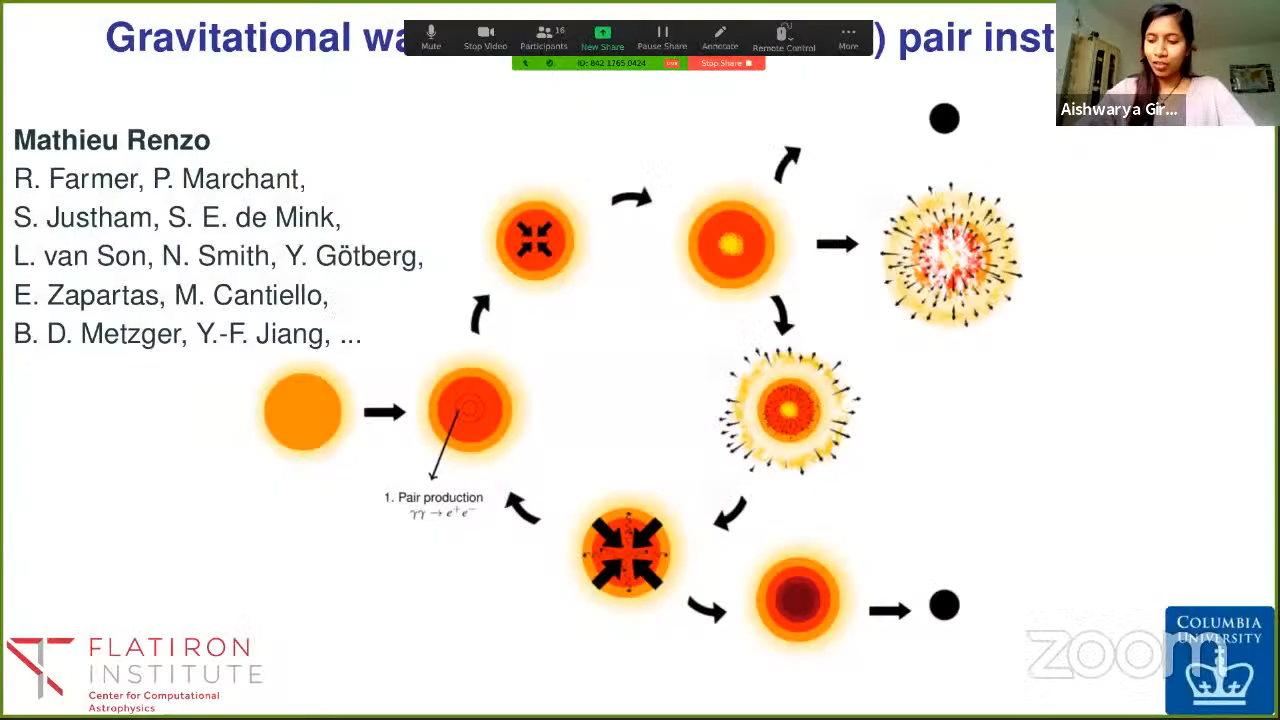 Gravitational wa
) pair inst
Mute
Stop Video
Participants
16
New Share
Pause Share
Annotate
Remote Control
More
ID: 842 1765 0424
LIVE
Stop Share
Aishwarya Gir...
Mathieu Renzo
R. Farmer, P. Marchant,
S. Justham, S. E. de Mink,
L. van Son, N. Smith, Y. Götberg,
E. Zapartas, M. Cantiello,
B. D. Metzger, Y.-F. Jiang, ...
1. Pair production
γγ → e⁺e⁻
FLATIRON
INSTITUTE
Center for Computational
Astrophysics
zoom
COLUMBIA
UNIVERSITY